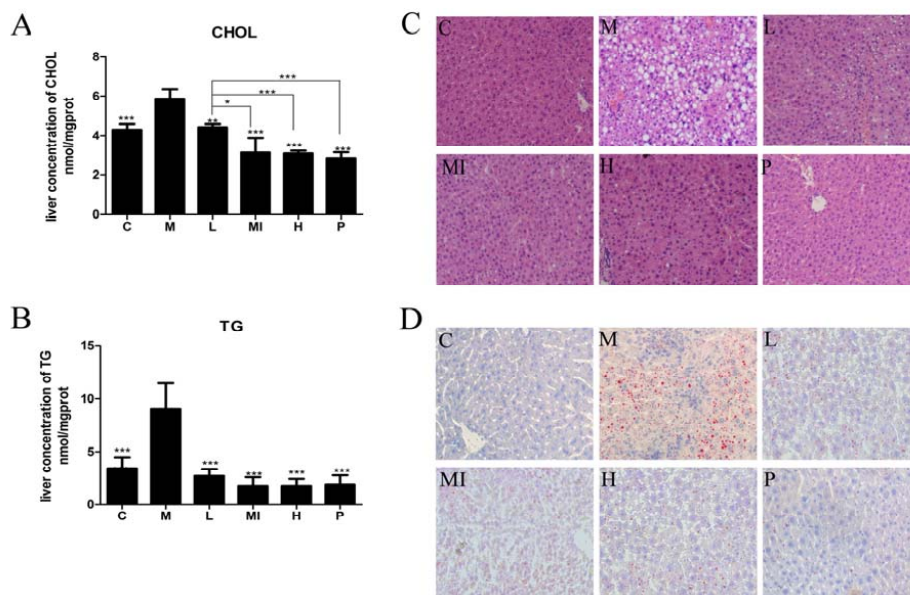 A
CHOL
liver concentration of CHOL
nmol/mgprot
8
6
4
2
0
***
**
*
***
***
***
***
***
C M L MI H P
B
TG
liver concentration of TG
nmol/mgprot
15
10
5
0
***
***
***
***
***
C M L MI H P
C
C
M
L
MI
H
P
D
C
M
L
MI
H
P